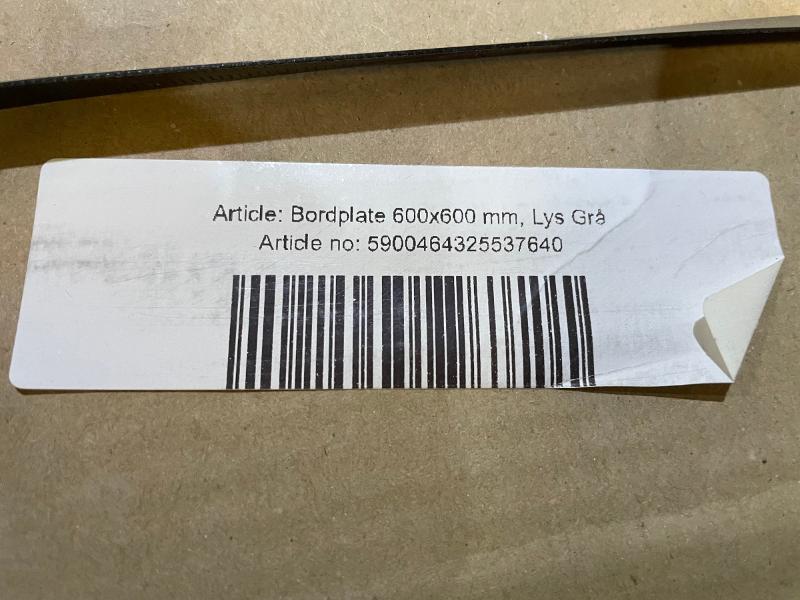 Article: Bordplate 600x600 mm, Lys Grå
Article no: 5900464325537640